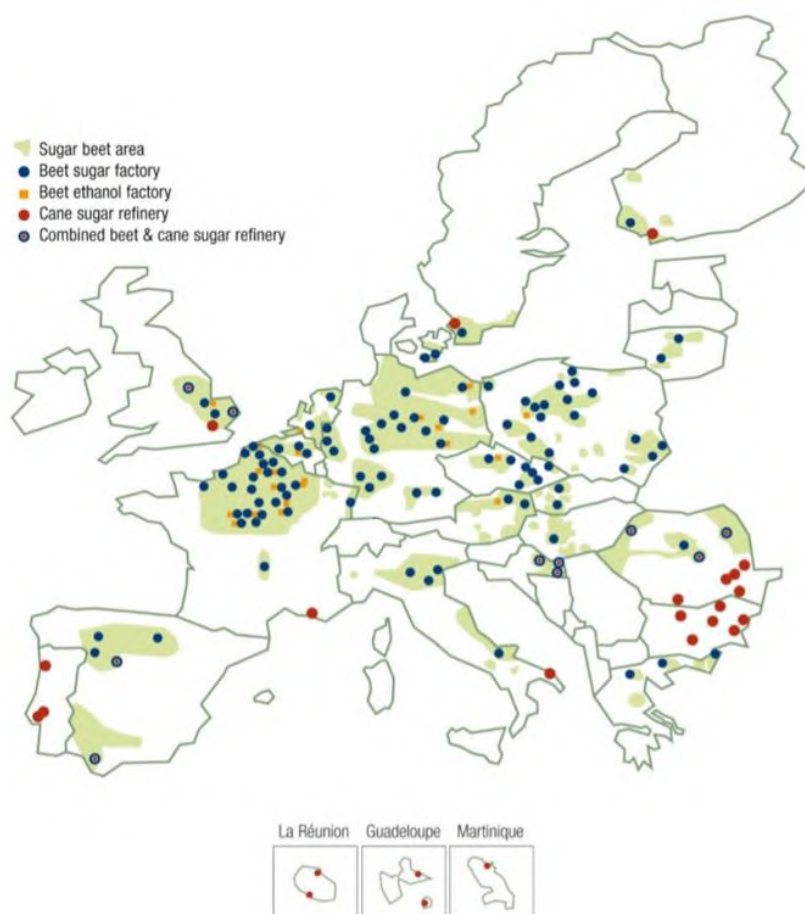 Sugar beet area
Beet sugar factory
Beet ethanol factory
Cane sugar refinery
Combined beet & cane sugar refinery
La Réunion
Guadeloupe
Martinique